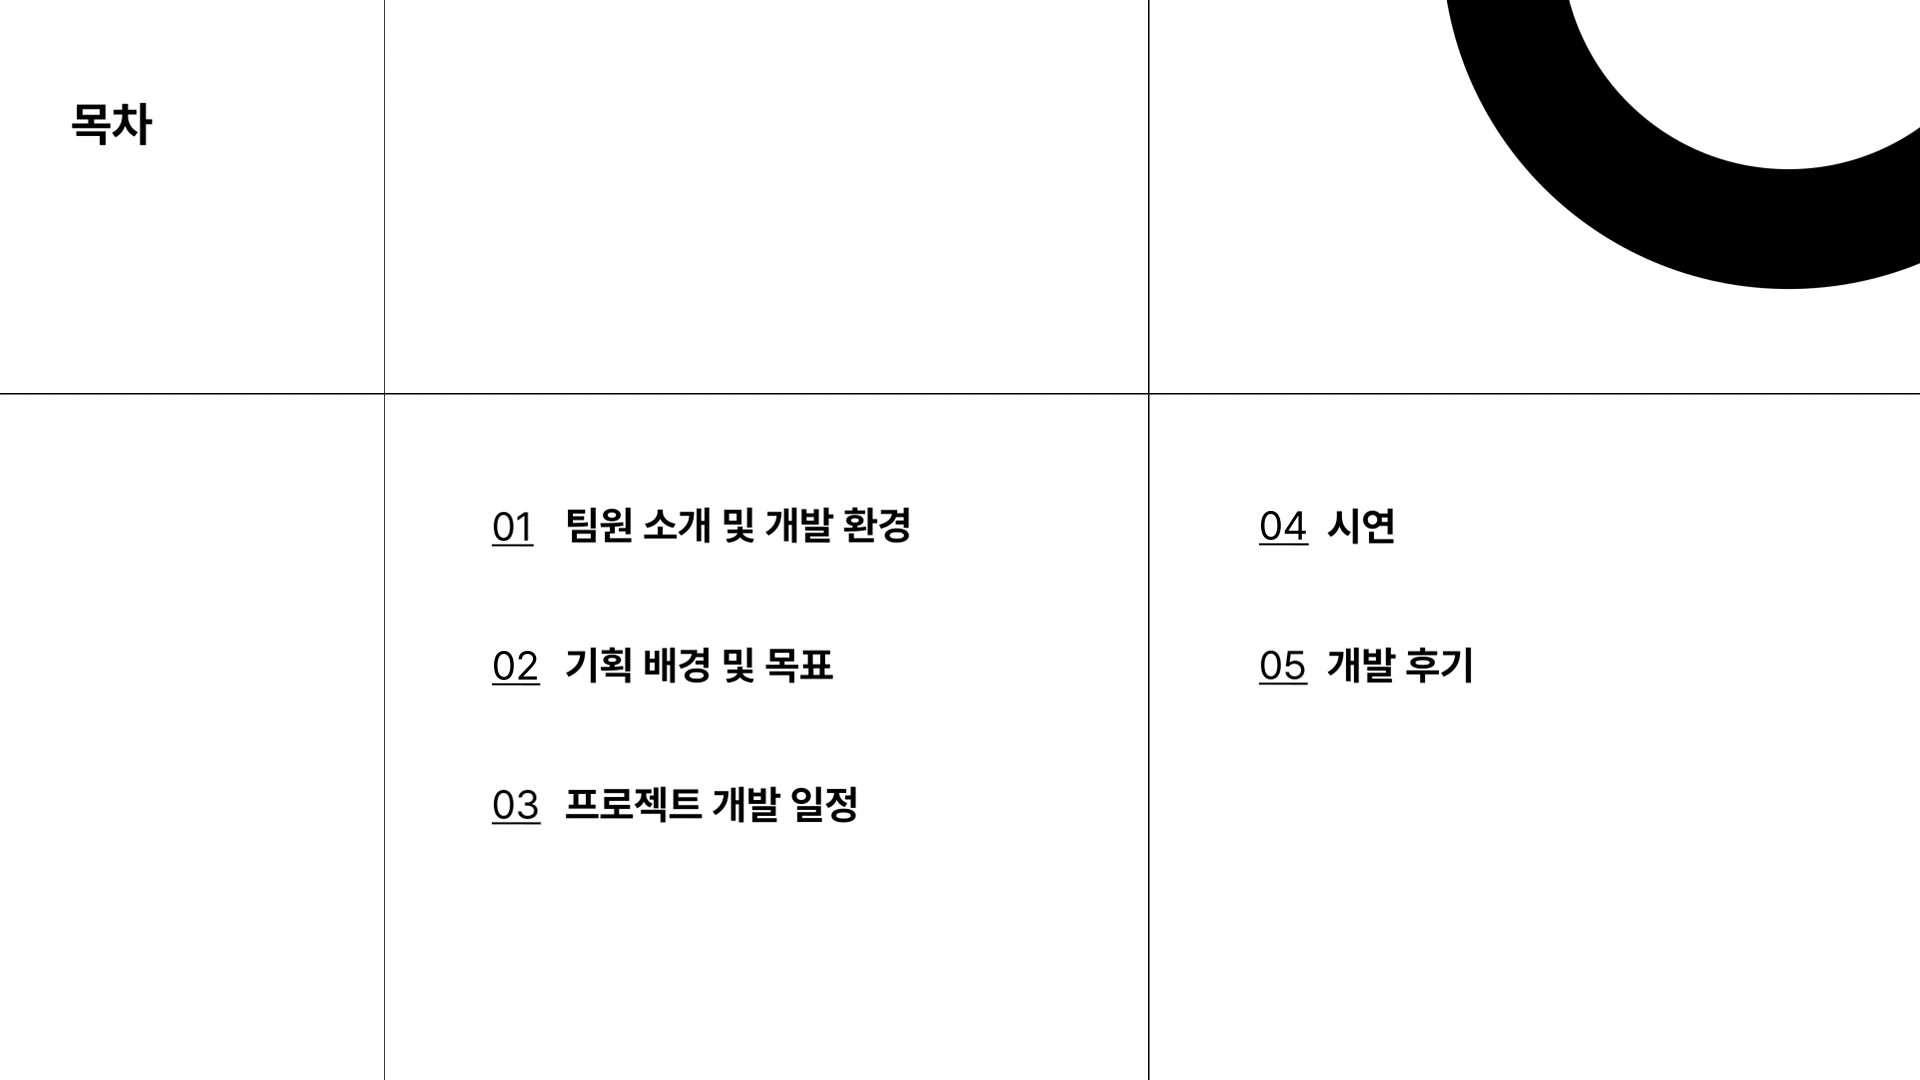 목차
01 팀원 소개 및 개발 환경
02 기획 배경 및 목표
03 프로젝트 개발 일정
04 시연
05 개발 후기